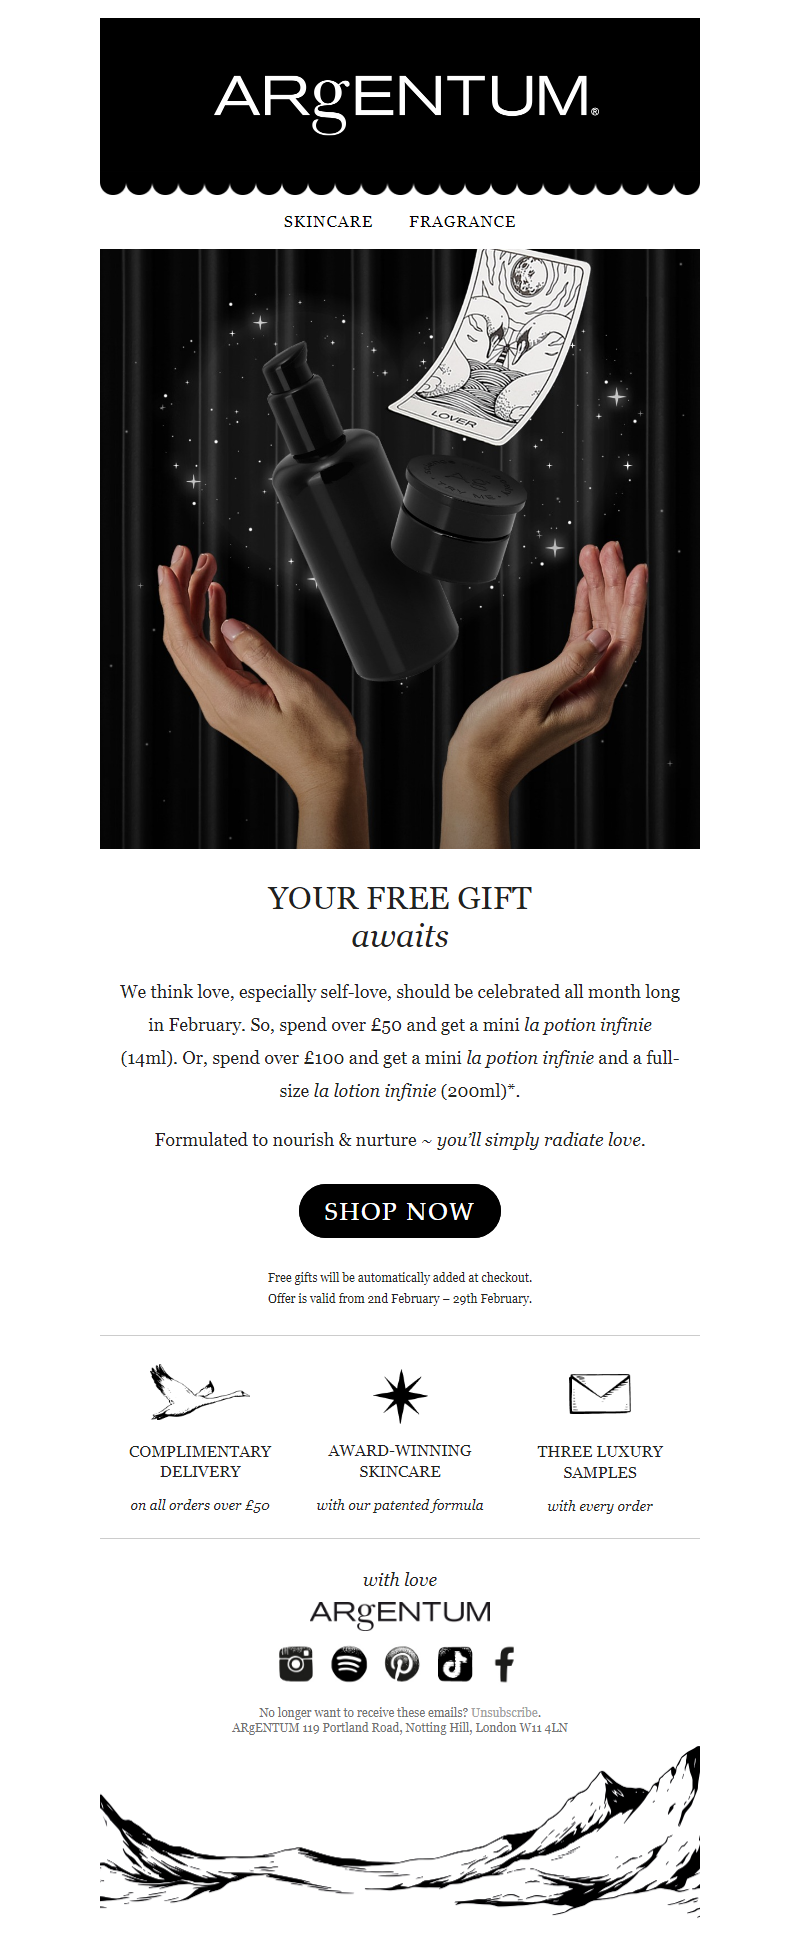 ARgENTUM®
SKINCARE FRAGRANCE
LOVER
TRY ME
YOUR FREE GIFT
awaits
We think love, especially self-love, should be celebrated all month long
in February. So, spend over £50 and get a mini la potion infinie
(14ml). Or, spend over £100 and get a mini la potion infinie and a full-
size la lotion infinie (200ml)*.
Formulated to nourish & nurture ~ you’ll simply radiate love.
SHOP NOW
Free gifts will be automatically added at checkout.
Offer is valid from 2nd February – 29th February.
COMPLIMENTARY
DELIVERY
on all orders over £50
AWARD-WINNING
SKINCARE
with our patented formula
THREE LUXURY
SAMPLES
with every order
with love
ARgENTUM
No longer want to receive these emails? Unsubscribe.
ARgENTUM 119 Portland Road, Notting Hill, London W11 4LN